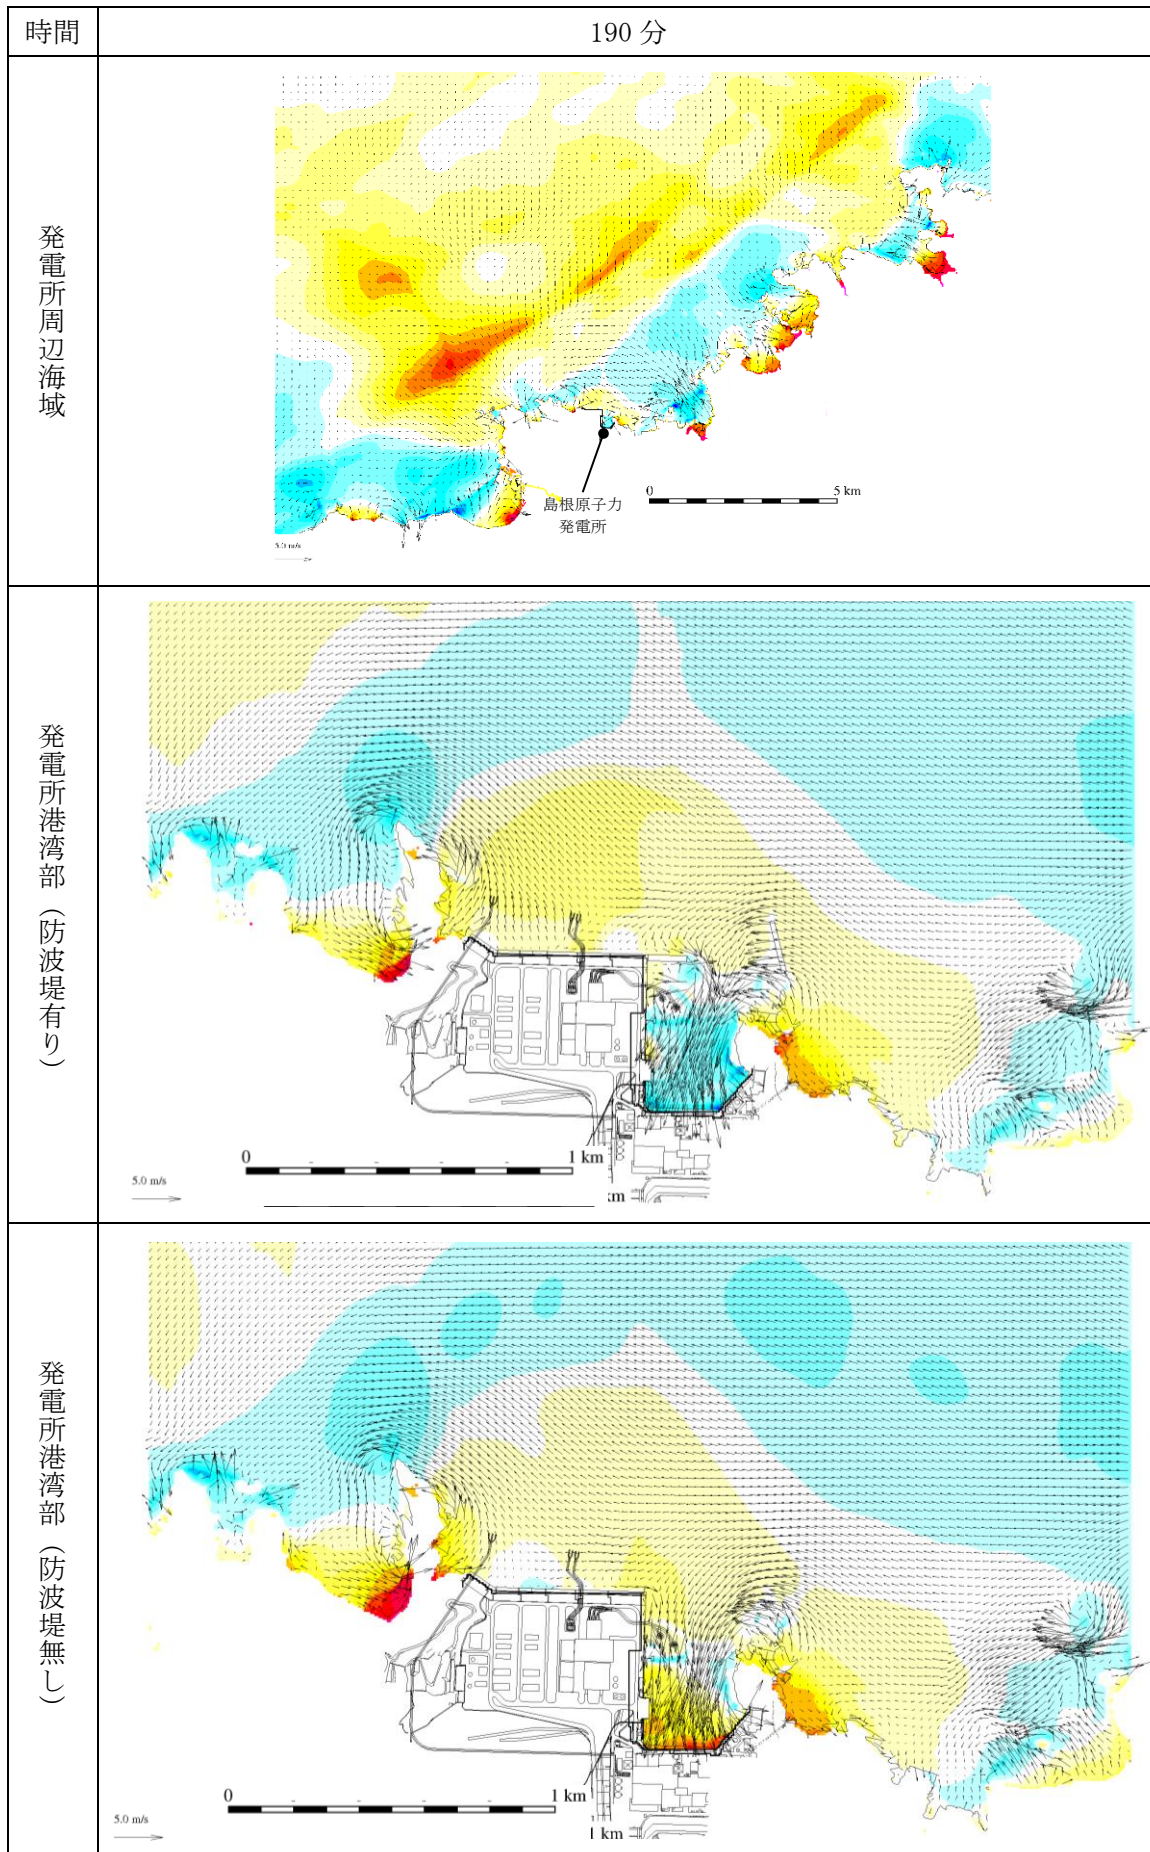 時間
190 分
発電所周辺海域
島根原子力
発電所
0 5 km
5.0 m/s
発電所港湾部（防波堤有り）
0 1 km
5.0 m/s
km
発電所港湾部（防波堤無し）
0 1 km
5.0 m/s
1 km